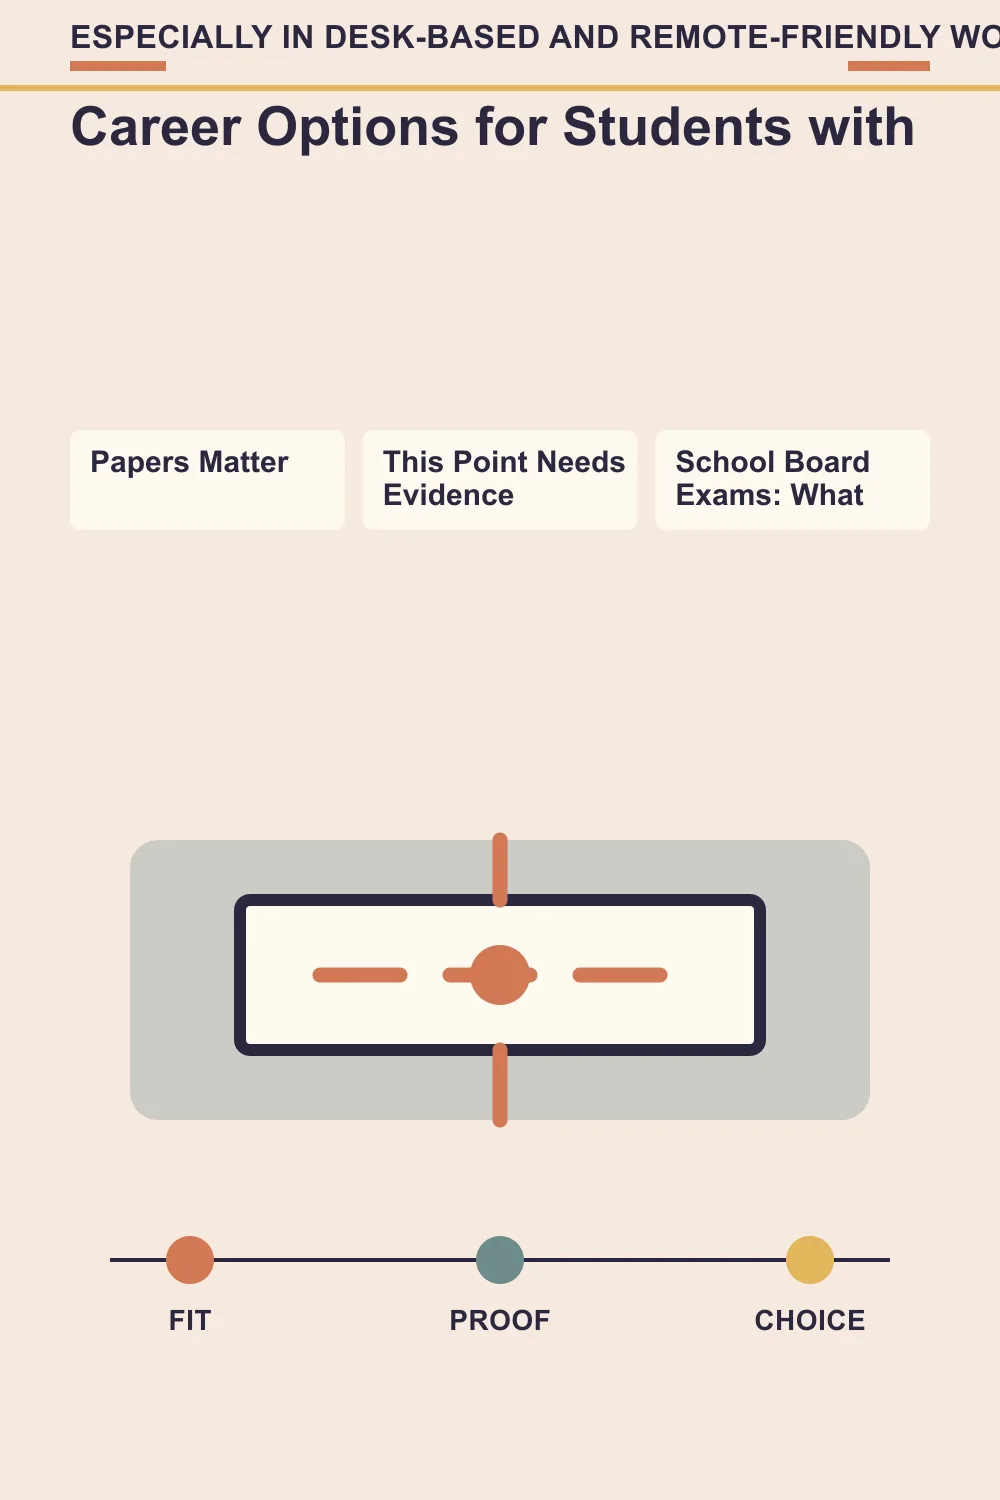 ESPECIALLY IN DESK-BASED AND REMOTE-FRIENDLY WO
Career Options for Students with
Papers Matter
This Point Needs
Evidence
School Board
Exams: What
FIT
PROOF
CHOICE